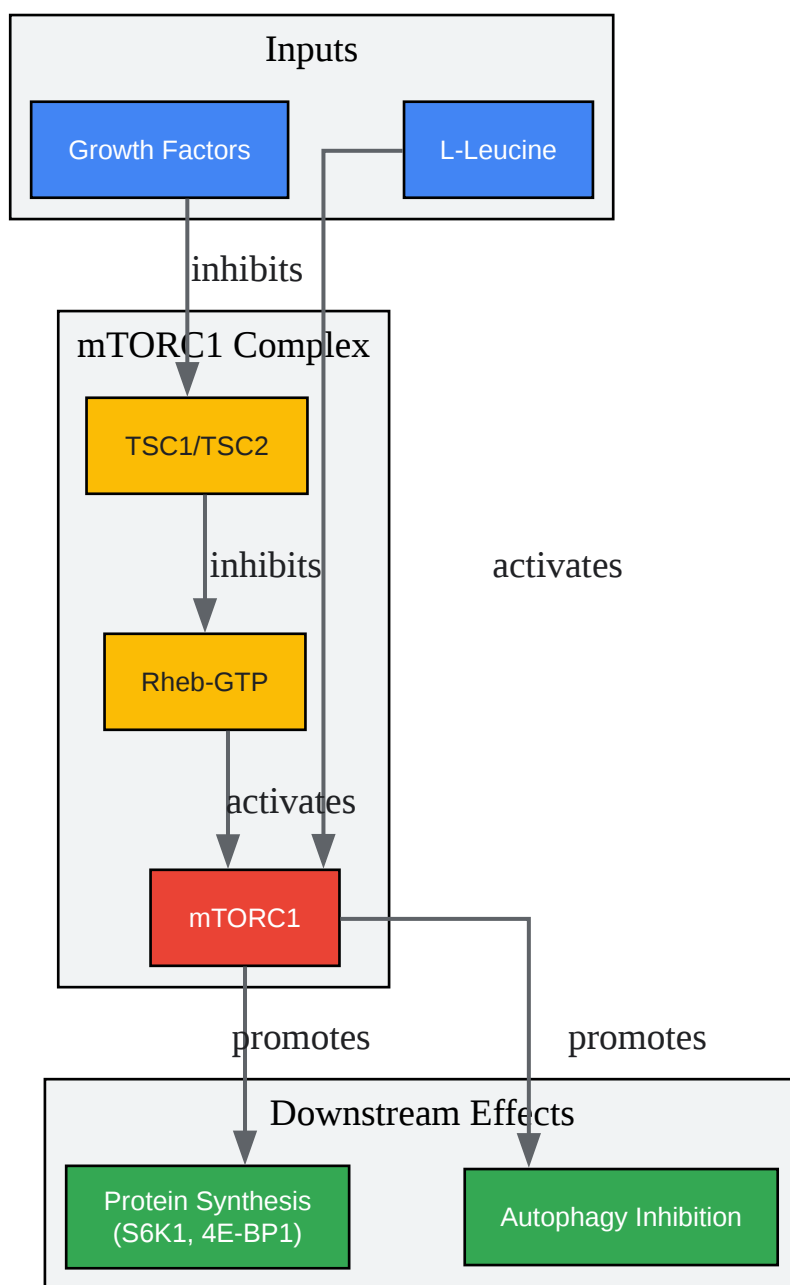 Inputs
Growth Factors
L-Leucine
inhibits
mTORC1 Complex
TSC1/TSC2
inhibits
activates
Rheb-GTP
activates
mTORC1
promotes
promotes
Downstream Effects
Protein Synthesis
(S6K1, 4E-BP1)
Autophagy Inhibition